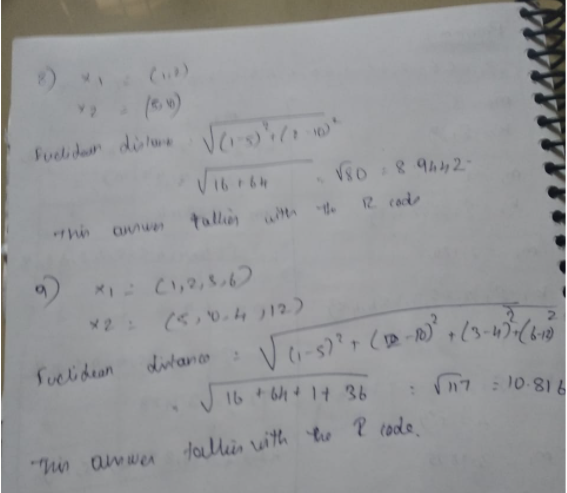 8) x1 = (1,2)
x2 = (5,10)
Euclidean distance √(1-5)² + (2-10)²
= √16+64 = √80 = 8.9442
This answer tallies with the R code
9) x1 = (1,2,3,6)
x2 = (5,10,4,12)
Euclidean distance = √(1-5)² + (2-10)² + (3-4)² + (6-12)²
= √16+64+1+36 = √117 = 10.816
This answer tallies with the R code.